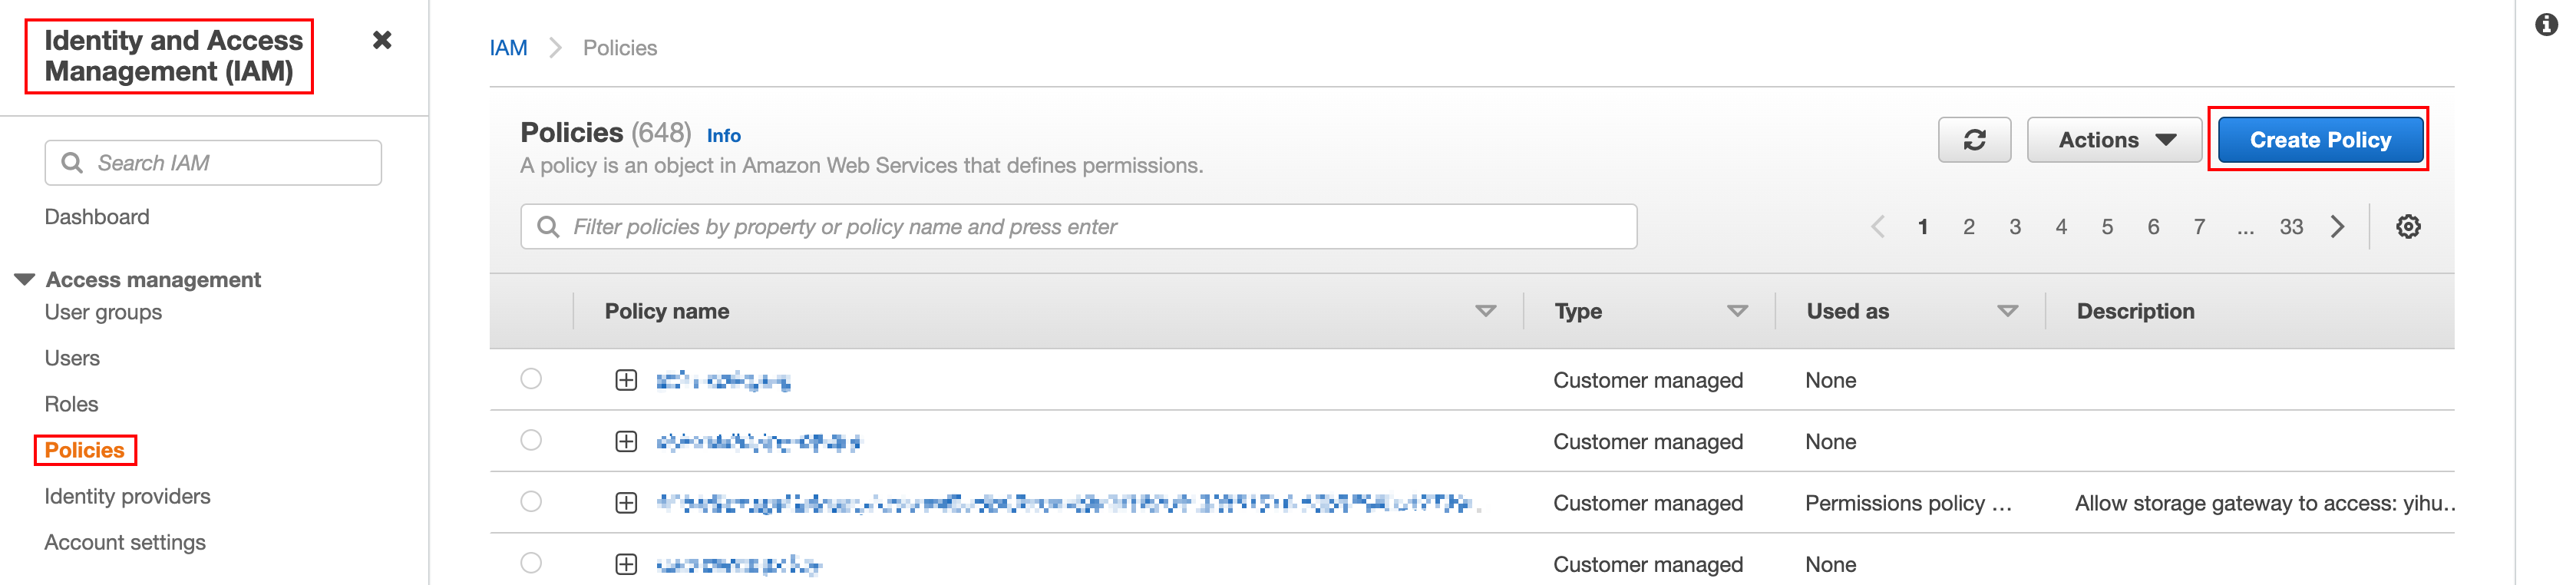 Identity and Access
Management (IAM)
Search IAM
Dashboard
Access management
User groups
Users
Roles
Policies
Identity providers
Account settings
IAM > Policies
Policies (648) Info
A policy is an object in Amazon Web Services that defines permissions.
Actions
Create Policy
Filter policies by property or policy name and press enter
1 2 3 4 5 6 7 ... 33
Policy name Type Used as Description
Customer managed None
Customer managed None
Customer managed Permissions policy ... Allow storage gateway to access: yihu..
Customer managed None